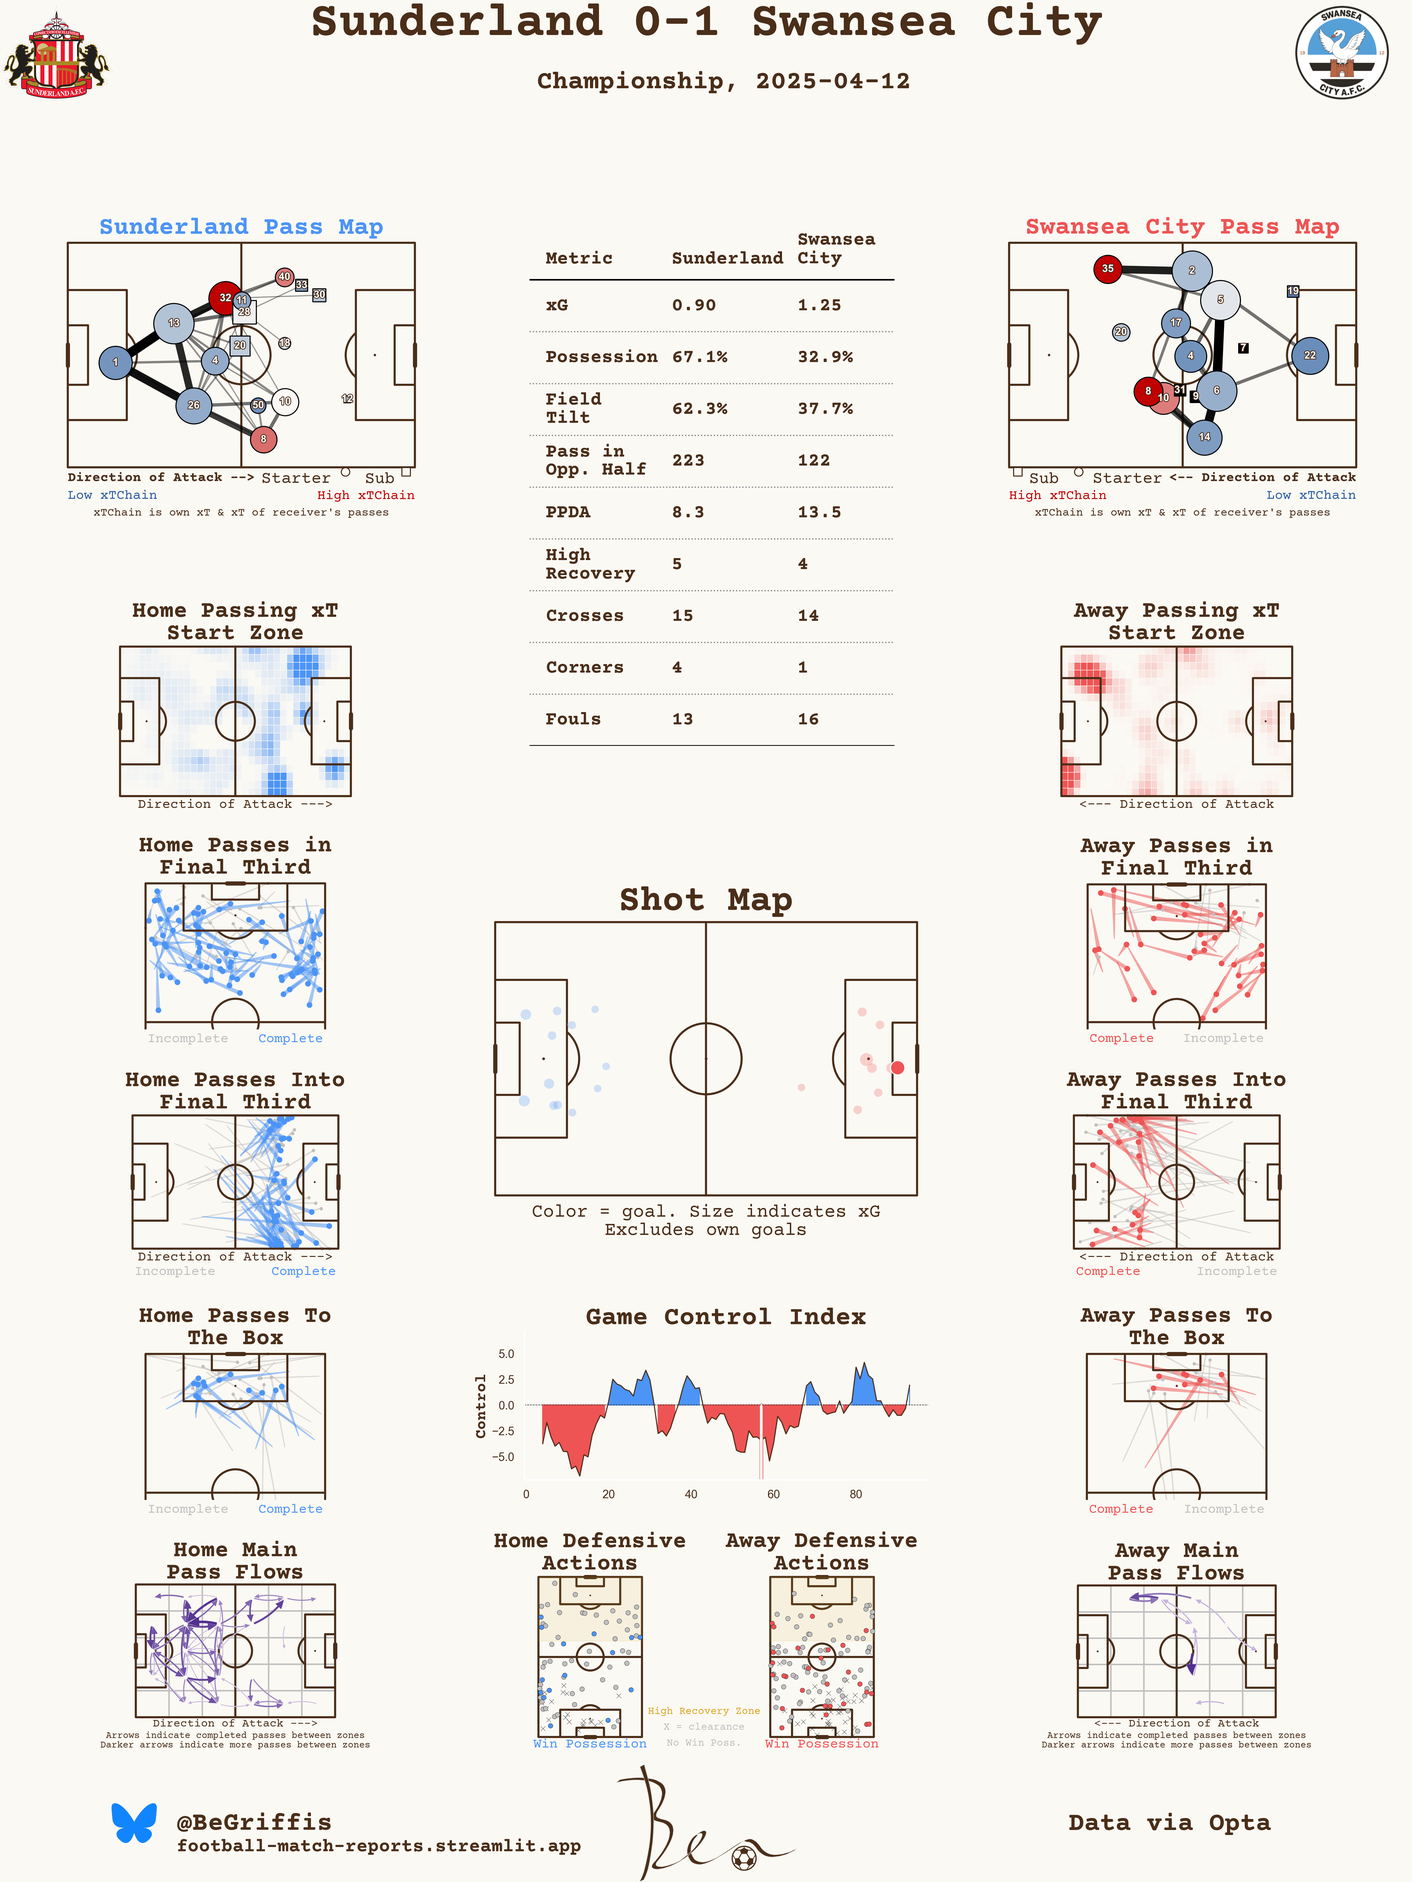 Sunderland 0-1 Swansea City
Championship, 2025-04-12
SUNDERLAND A.F.C.
SWANSEA
CITY A.F.C.
Sunderland Pass Map
1
13
26
32
4
11
28
20
40
33
30
18
50
10
8
12
Direction of Attack --> Starter Sub
Low xTChain High xTChain
xTChain is own xT & xT of receiver's passes
Metric Sunderland Swansea City
xG 0.90 1.25
Possession 67.1% 32.9%
Field Tilt 62.3% 37.7%
Pass in Opp. Half 223 122
PPDA 8.3 13.5
High Recovery 5 4
Crosses 15 14
Corners 4 1
Fouls 13 16
Swansea City Pass Map
35
2
5
19
17
20
4
7
22
8
10
31
9
6
14
Sub Starter <-- Direction of Attack
High xTChain Low xTChain
xTChain is own xT & xT of receiver's passes
Home Passing xT
Start Zone
Direction of Attack --->
Away Passing xT
Start Zone
<--- Direction of Attack
Home Passes in
Final Third
Incomplete Complete
Away Passes in
Final Third
Complete Incomplete
Shot Map
Color = goal. Size indicates xG
Excludes own goals
Home Passes Into
Final Third
Direction of Attack --->
Incomplete Complete
Away Passes Into
Final Third
<--- Direction of Attack
Complete Incomplete
Home Passes To
The Box
Incomplete Complete
Game Control Index
Control
5.0
2.5
0.0
−2.5
−5.0
0 20 40 60 80
Away Passes To
The Box
Complete Incomplete
Home Main
Pass Flows
Direction of Attack --->
Arrows indicate completed passes between zones
Darker arrows indicate more passes between zones
Home Defensive
Actions
Win Possession
High Recovery Zone
X = clearance
No Win Poss.
Away Defensive
Actions
Win Possession
Away Main
Pass Flows
<--- Direction of Attack
Arrows indicate completed passes between zones
Darker arrows indicate more passes between zones
@BeGriffis
football-match-reports.streamlit.app
Ben
Data via Opta